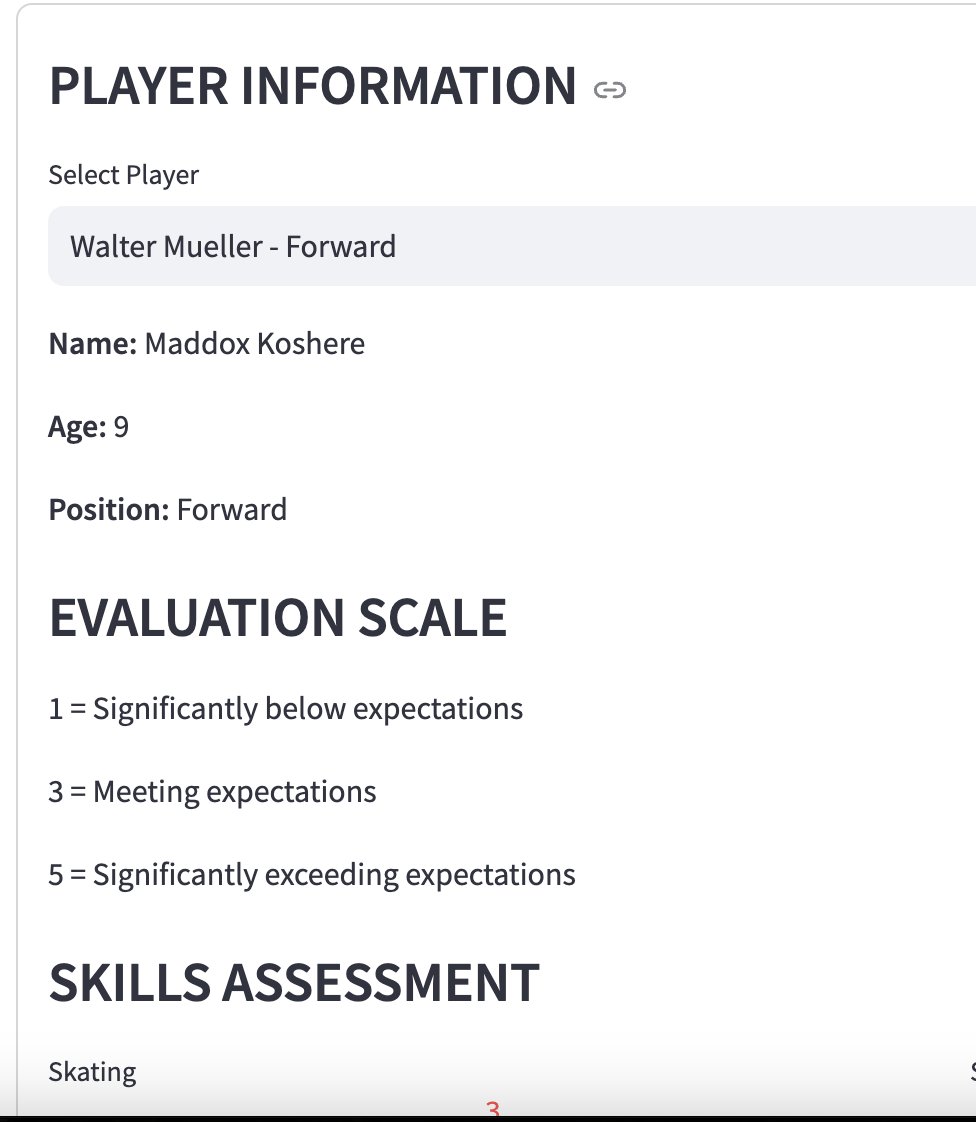 PLAYER INFORMATION
Select Player
Walter Mueller - Forward
Name: Maddox Koshere
Age: 9
Position: Forward
EVALUATION SCALE
1 = Significantly below expectations
3 = Meeting expectations
5 = Significantly exceeding expectations
SKILLS ASSESSMENT
Skating
3